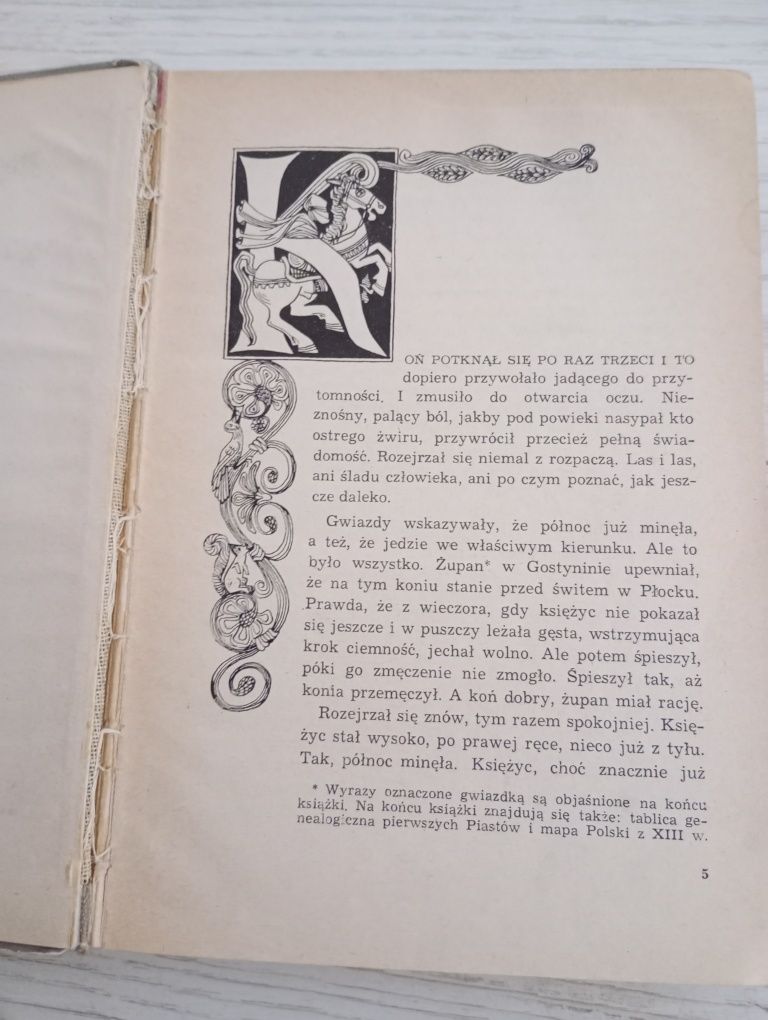 KOŃ POTKNĄŁ SIĘ PO RAZ TRZECI I TO
dopiero przywołało jadącego do przy-
tomności. I zmusiło do otwarcia oczu. Nie-
znośny, palący ból, jakby pod powieki nasypał kto
ostrego żwiru, przywrócił przecież pełną świa-
domość. Rozejrzał się niemal z rozpaczą. Las i las,
ani śladu człowieka, ani po czym poznać, jak jesz-
cze daleko.
Gwiazdy wskazywały, że północ już minęła,
a też, że jedzie we właściwym kierunku. Ale to
było wszystko. Żupan* w Gostyninie upewniał,
że na tym koniu stanie przed świtem w Płocku.
Prawda, że z wieczora, gdy księżyc nie pokazał
się jeszcze i w puszczy leżała gęsta, wstrzymująca
krok ciemność, jechał wolno. Ale potem śpieszył,
póki go zmęczenie nie zmogło. Śpieszył tak, aż
konia przemęczył. A koń dobry, żupan miał rację.
Rozejrzał się znów, tym razem spokojniej. Księ-
życ stał wysoko, po prawej ręce, nieco już z tyłu.
Tak, północ minęła. Księżyc, choć znacznie już
* Wyrazy oznaczone gwiazdką są objaśnione na końcu
książki. Na końcu książki znajdują się także: tablica ge-
nealogiczna pierwszych Piastów i mapa Polski z XIII w.
5